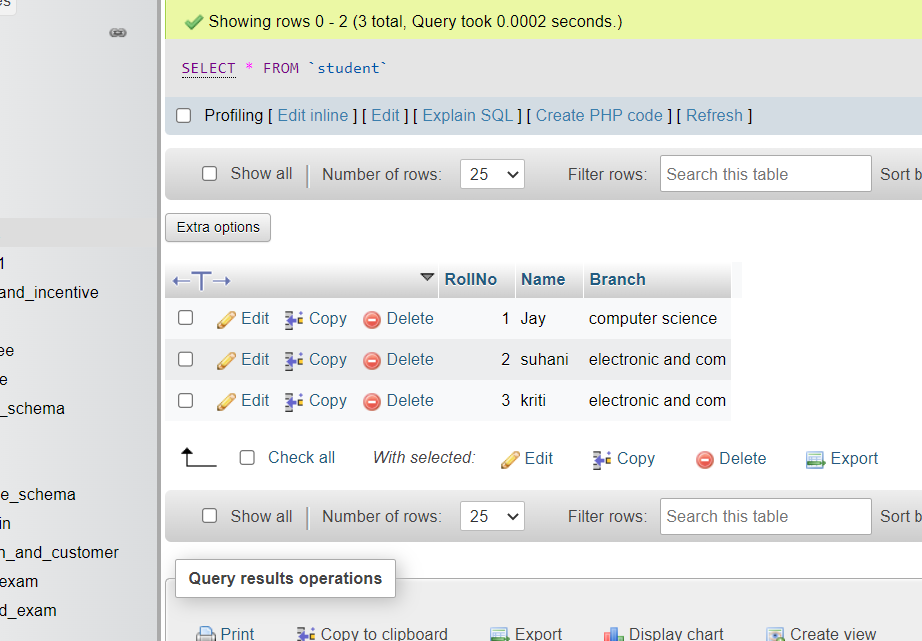 es
Showing rows 0 - 2 (3 total, Query took 0.0002 seconds.)
SELECT * FROM `student`
Profiling [ Edit inline ] [ Edit ] [ Explain SQL ] [ Create PHP code ] [ Refresh ]
Show all Number of rows: 25 Filter rows: Search this table Sort b
Extra options
RollNo Name Branch
Edit Copy Delete 1 Jay computer science
Edit Copy Delete 2 suhani electronic and com
Edit Copy Delete 3 kriti electronic and com
Check all With selected: Edit Copy Delete Export
Show all Number of rows: 25 Filter rows: Search this table Sort b
Query results operations
Print Copy to clipboard Export Display chart Create view
1
and_incentive
ee
e
_schema
e_schema
in
n_and_customer
exam
d_exam